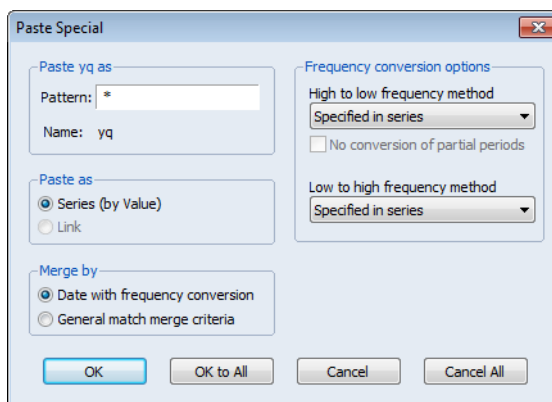 Paste Special
Paste yq as
Pattern: *
Name: yq
Paste as
Series (by Value)
Link
Merge by
Date with frequency conversion
General match merge criteria
Frequency conversion options
High to low frequency method
Specified in series
No conversion of partial periods
Low to high frequency method
Specified in series
OK
OK to All
Cancel
Cancel All